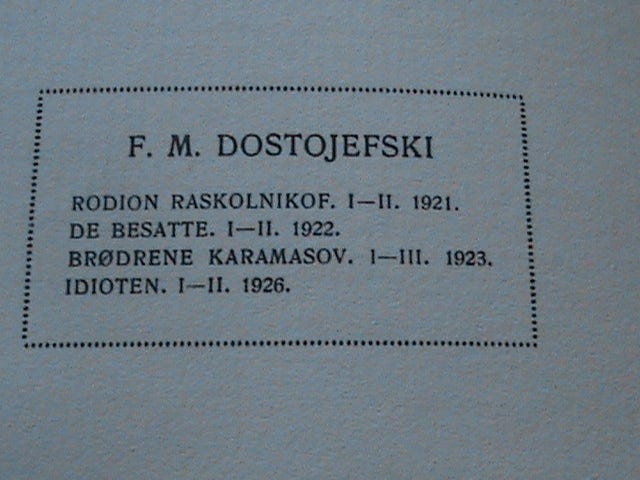 F. M. DOSTOJEFSKI
RODION RASKOLNIKOF. I—II. 1921.
DE BESATTE. I—II. 1922.
BRØDRENE KARAMASOV. I—III. 1923.
IDIOTEN. I—II. 1926.